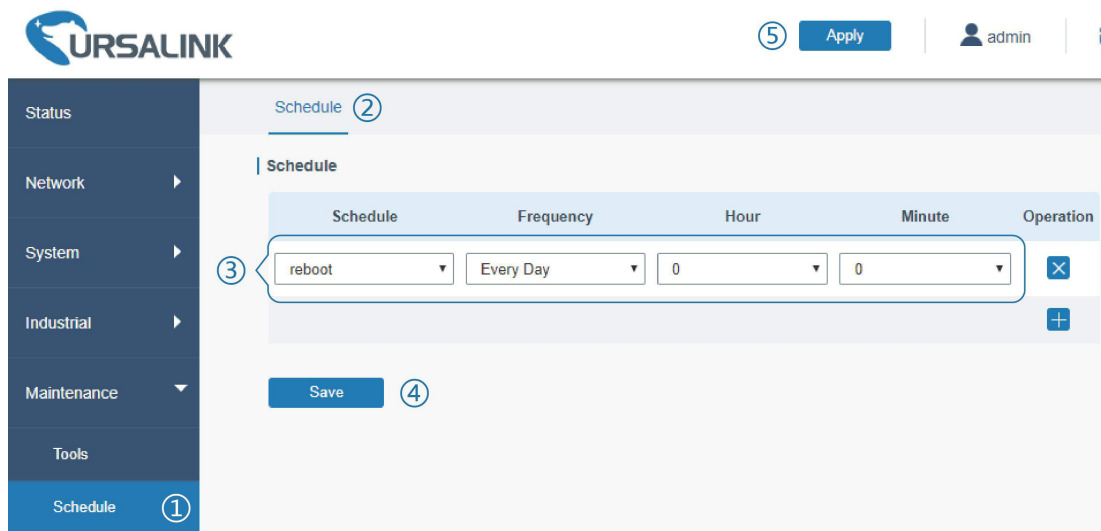 URSALINK
⑤ Apply admin
Status
Schedule ②
Schedule
Network
Schedule Frequency Hour Minute Operation
System
③ reboot Every Day 0 0
Industrial
Maintenance
Save ④
Tools
Schedule ①